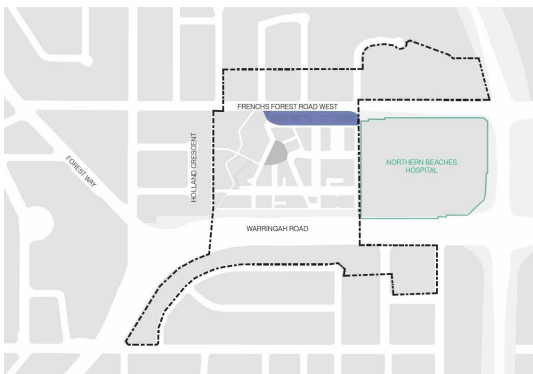 FRENCHS FOREST ROAD WEST
HOLLAND CRESCENT
FOREST WAY
NORTHERN BEACHES
HOSPITAL
WARRINGAH ROAD